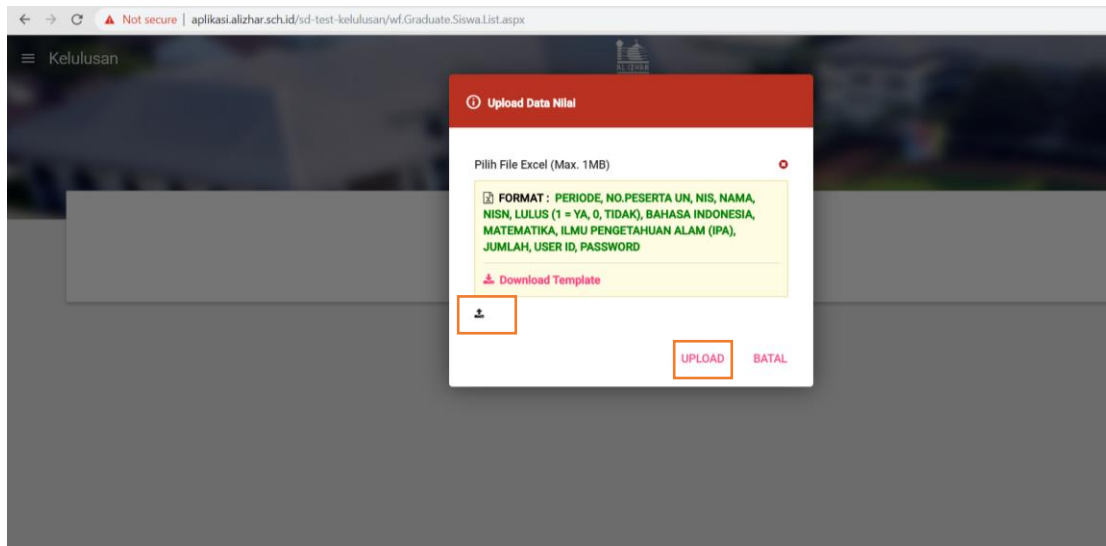 Not secure | aplikasi.alizhar.sch.id/sd-test-kelulusan/wf.Graduate.Siswa.List.aspx
Kelulusan
AL-IZHAR
Upload Data Nilai
Pilih File Excel (Max. 1MB)
FORMAT : PERIODE, NO.PESERTA UN, NIS, NAMA,
NISN, LULUS (1 = YA, 0, TIDAK), BAHASA INDONESIA,
MATEMATIKA, ILMU PENGETAHUAN ALAM (IPA),
JUMLAH, USER ID, PASSWORD
Download Template
UPLOAD BATAL